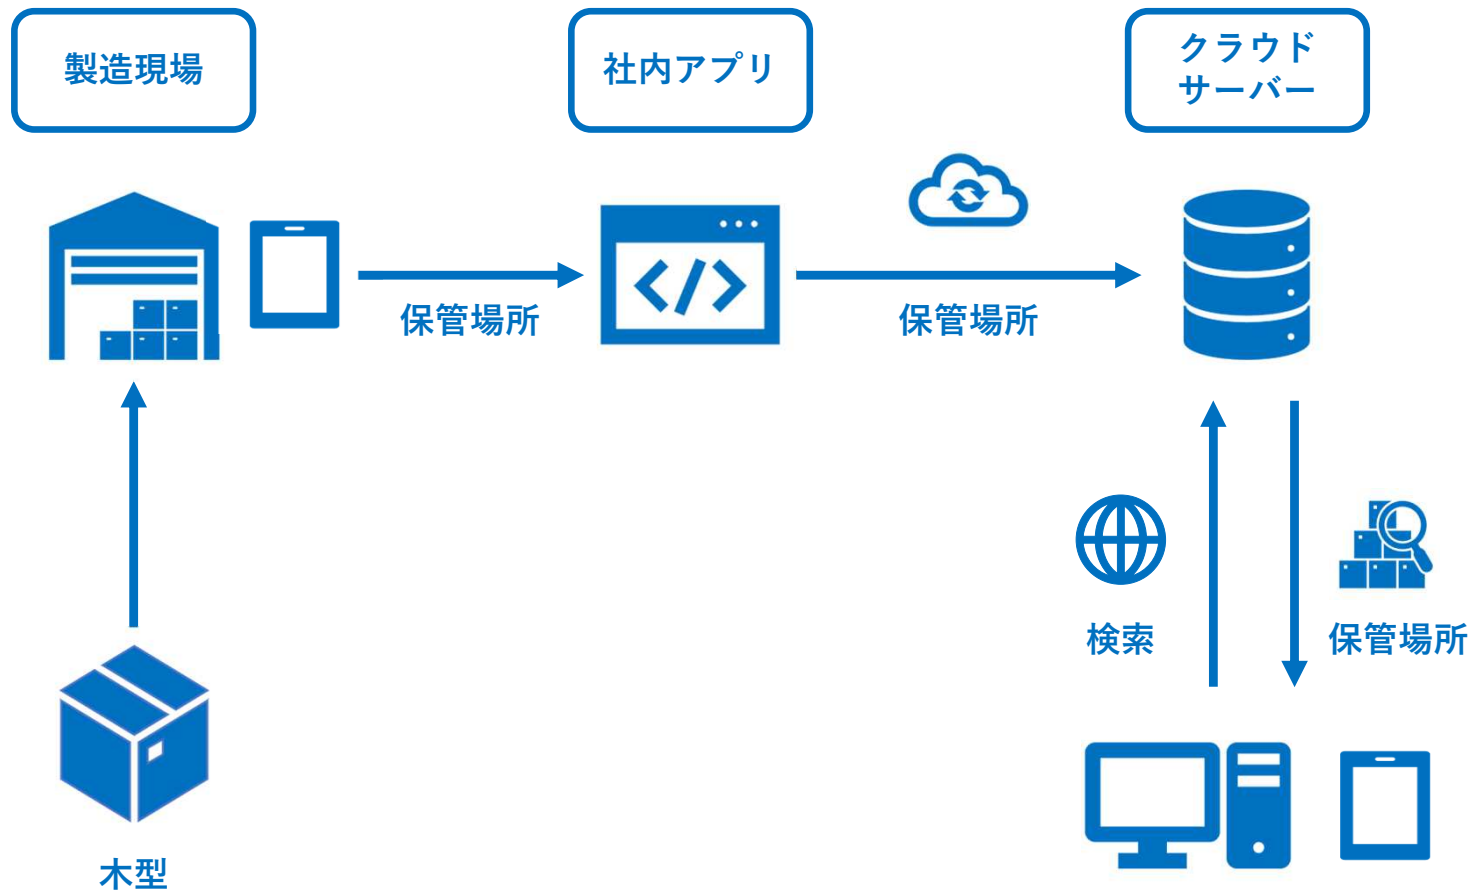 製造現場
社内アプリ
クラウド
サーバー
保管場所
保管場所
検索
保管場所
木型